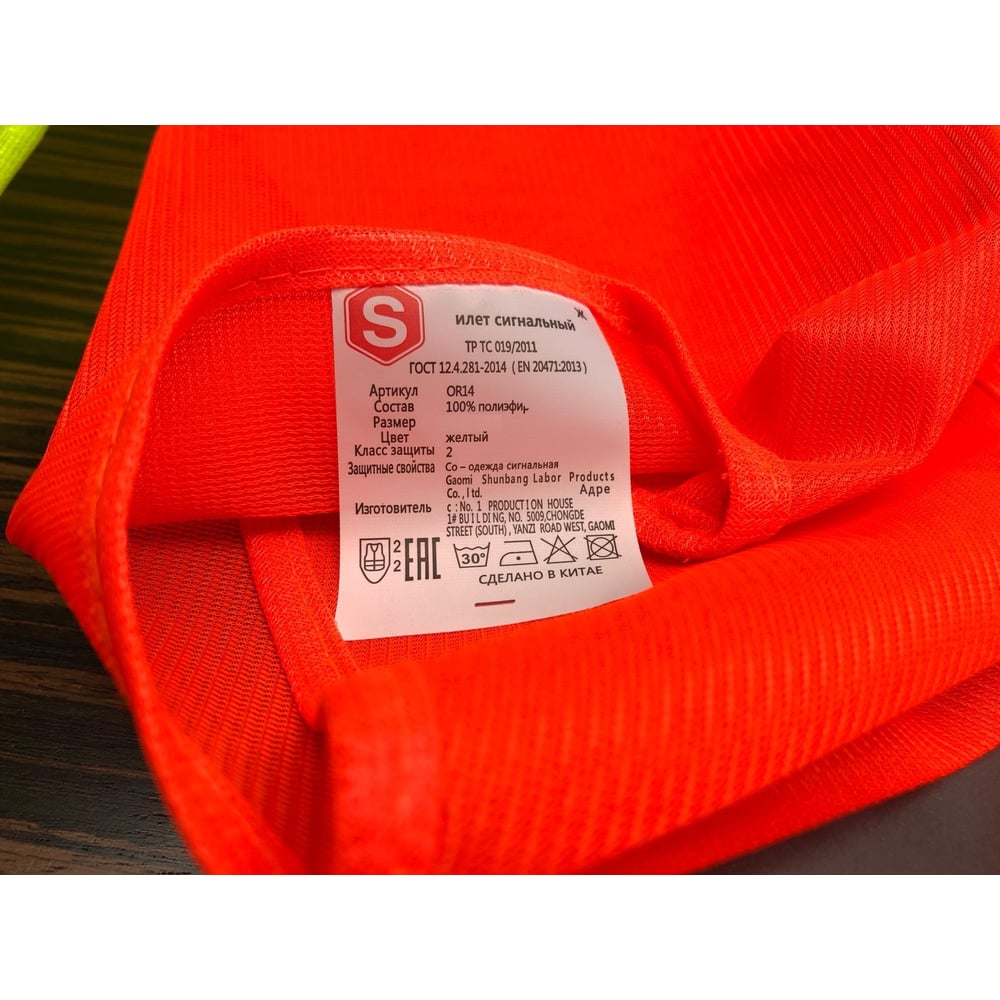 S
илет сигнальный ж
ТР ТС 019/2011
ГОСТ 12.4.281-2014 (EN 20471:2013)
Артикул OR14
Состав 100% полиэфир
Размер
Цвет желтый
Класс защиты 2
Защитные свойства Со – одежда сигнальная
Gaomi Shunbang Labor Products
Co.,ltd. Адре
Изготовитель с : No. 1 PRODUCTION HOUSE
1# BUILDING, NO. 5009,CHONGDE
STREET (SOUTH) , YANZI ROAD WEST, GAOMI
2
2
EAC
30°
СДЕЛАНО В КИТАЕ